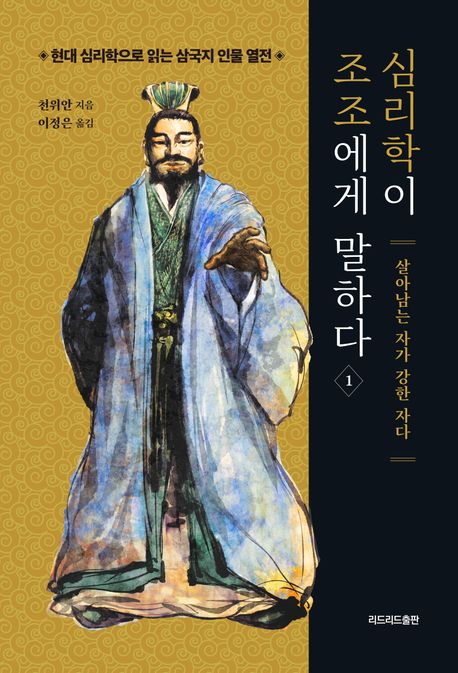 ◈ 현대 심리학으로 읽는 삼국지 인물 열전 ◈
천위안 지음
이정은 옮김
심리학이
조조에게 말하다 1
살아남는 자가 강한 자다
리드리드출판